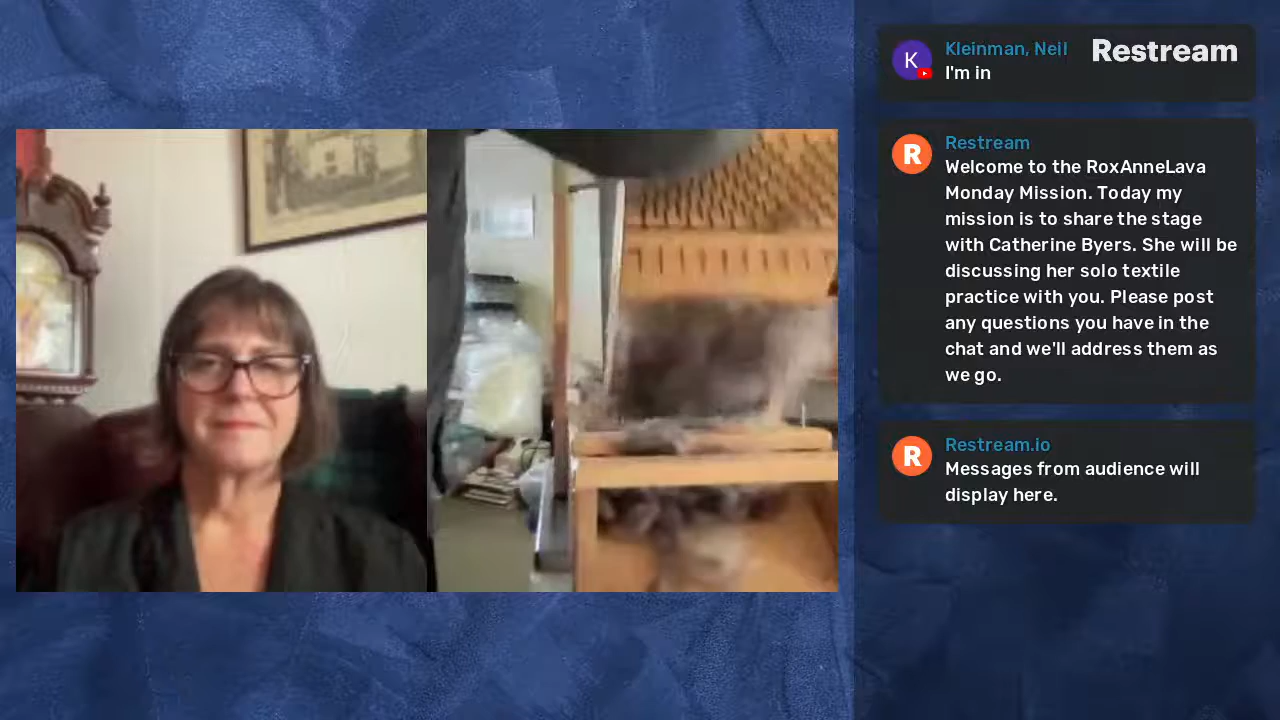 Kleinman, Neil
Restream
I'm in
Restream
Welcome to the RoxAnneLava
Monday Mission. Today my
mission is to share the stage
with Catherine Byers. She will be
discussing her solo textile
practice with you. Please post
any questions you have in the
chat and we'll address them as
we go.
Restream.io
Messages from audience will
display here.